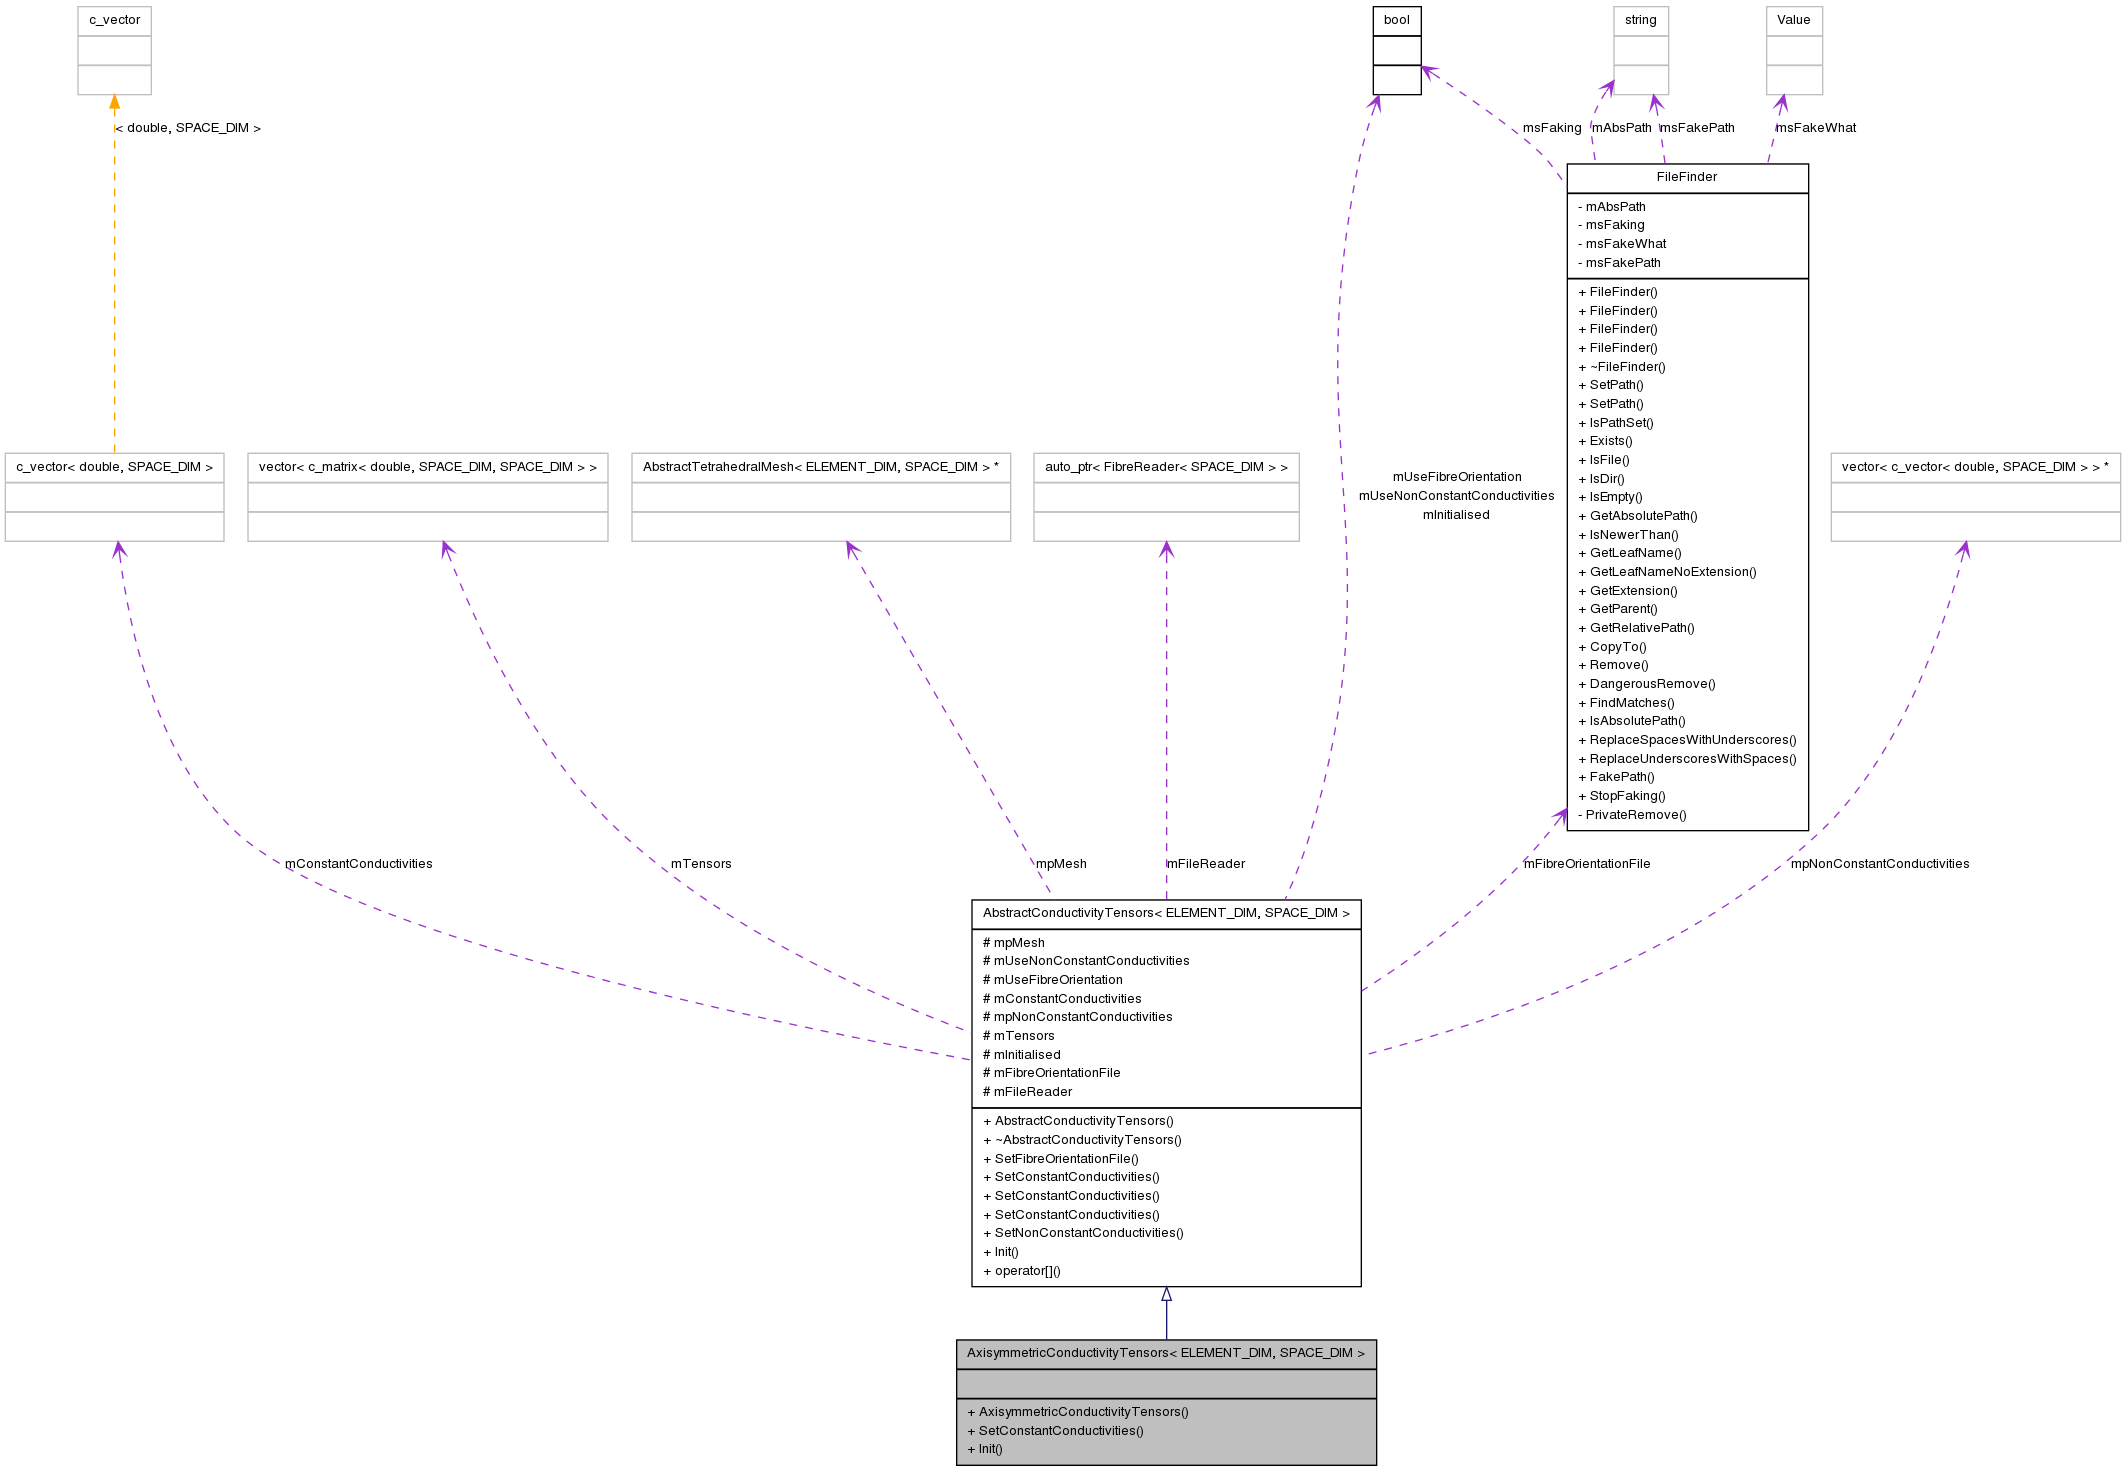 c_vector
bool
string
Value
< double, SPACE_DIM >
msFaking
mAbsPath
msFakePath
msFakeWhat
FileFinder
- mAbsPath
- msFaking
- msFakeWhat
- msFakePath
+ FileFinder()
+ FileFinder()
+ FileFinder()
+ FileFinder()
+ ~FileFinder()
+ SetPath()
+ SetPath()
+ IsPathSet()
+ Exists()
+ IsFile()
+ IsDir()
+ IsEmpty()
+ GetAbsolutePath()
+ IsNewerThan()
+ GetLeafName()
+ GetLeafNameNoExtension()
+ GetExtension()
+ GetParent()
+ GetRelativePath()
+ CopyTo()
+ Remove()
+ DangerousRemove()
+ FindMatches()
+ IsAbsolutePath()
+ ReplaceSpacesWithUnderscores()
+ ReplaceUnderscoresWithSpaces()
+ FakePath()
+ StopFaking()
- PrivateRemove()
c_vector< double, SPACE_DIM >
vector< c_matrix< double, SPACE_DIM, SPACE_DIM > >
AbstractTetrahedralMesh< ELEMENT_DIM, SPACE_DIM > *
auto_ptr< FibreReader< SPACE_DIM > >
mUseFibreOrientation
mUseNonConstantConductivities
mInitialised
vector< c_vector< double, SPACE_DIM > > *
mConstantConductivities
mTensors
mpMesh
mFileReader
mFibreOrientationFile
mpNonConstantConductivities
AbstractConductivityTensors< ELEMENT_DIM, SPACE_DIM >
# mpMesh
# mUseNonConstantConductivities
# mUseFibreOrientation
# mConstantConductivities
# mpNonConstantConductivities
# mTensors
# mInitialised
# mFibreOrientationFile
# mFileReader
+ AbstractConductivityTensors()
+ ~AbstractConductivityTensors()
+ SetFibreOrientationFile()
+ SetConstantConductivities()
+ SetConstantConductivities()
+ SetConstantConductivities()
+ SetNonConstantConductivities()
+ Init()
+ operator[]()
AxisymmetricConductivityTensors< ELEMENT_DIM, SPACE_DIM >
+ AxisymmetricConductivityTensors()
+ SetConstantConductivities()
+ Init()